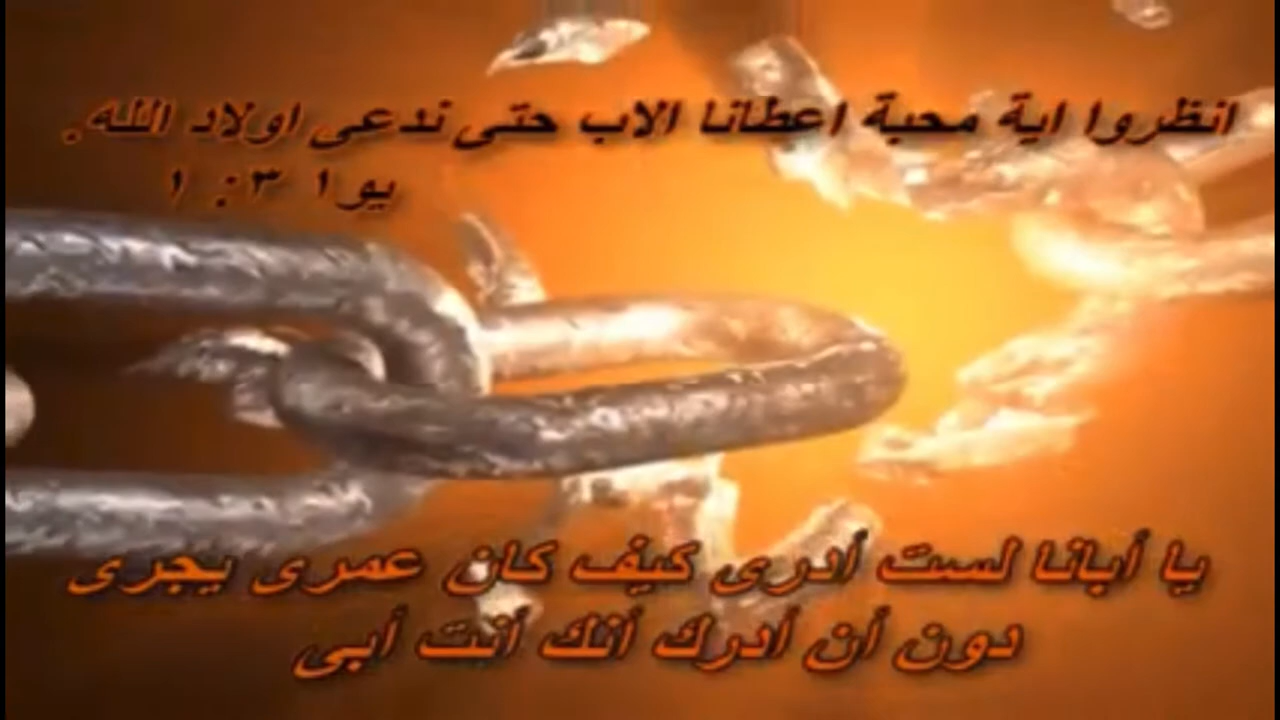 انظروا اية محبة اعطانا الاب حتى ندعى اولاد الله.
يو١ ٣: ١
يا أبانا لست أدرى كيف كان عمرى يجرى
دون أن أدرك أنك أنت أبى